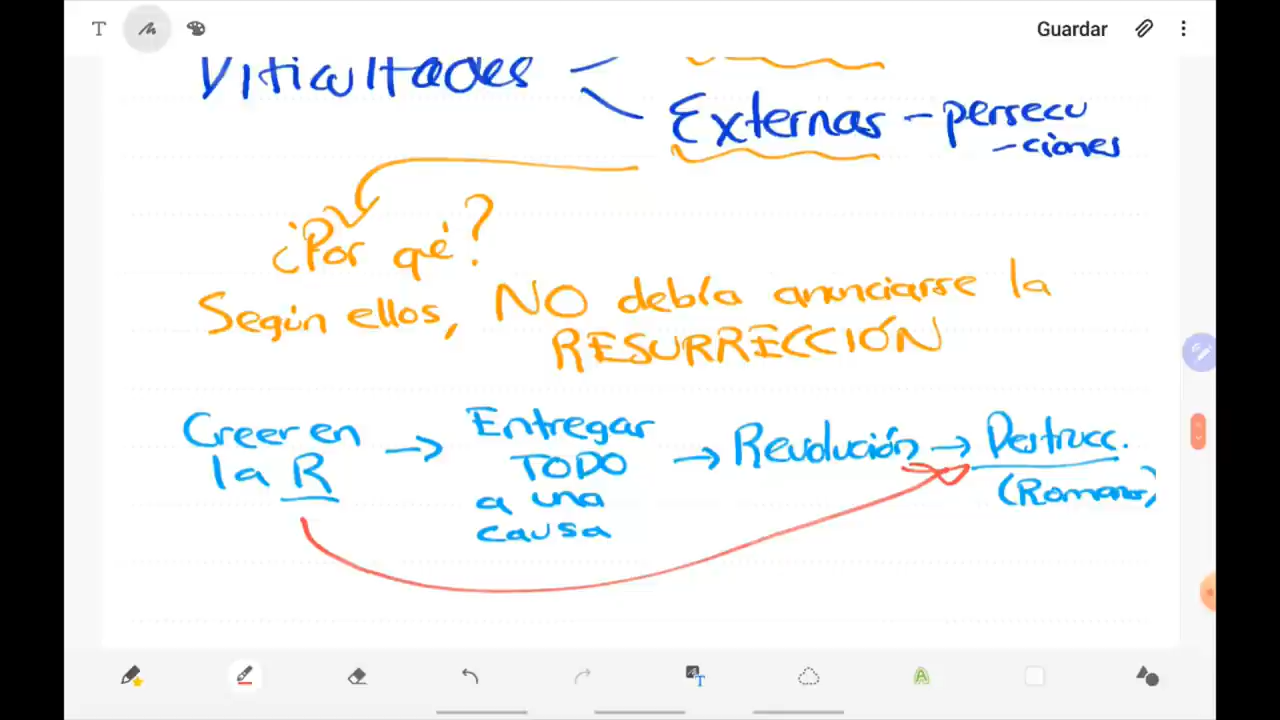 Guardar
Dificultades
Externas - persecu
-ciones
¿Por qué?
Según ellos, NO debía anunciarse la
RESURRECCIÓN
Creer en
la R
→ Entregar
TODO
a una
causa
→ Revolución → Destrucc.
(Romanos)